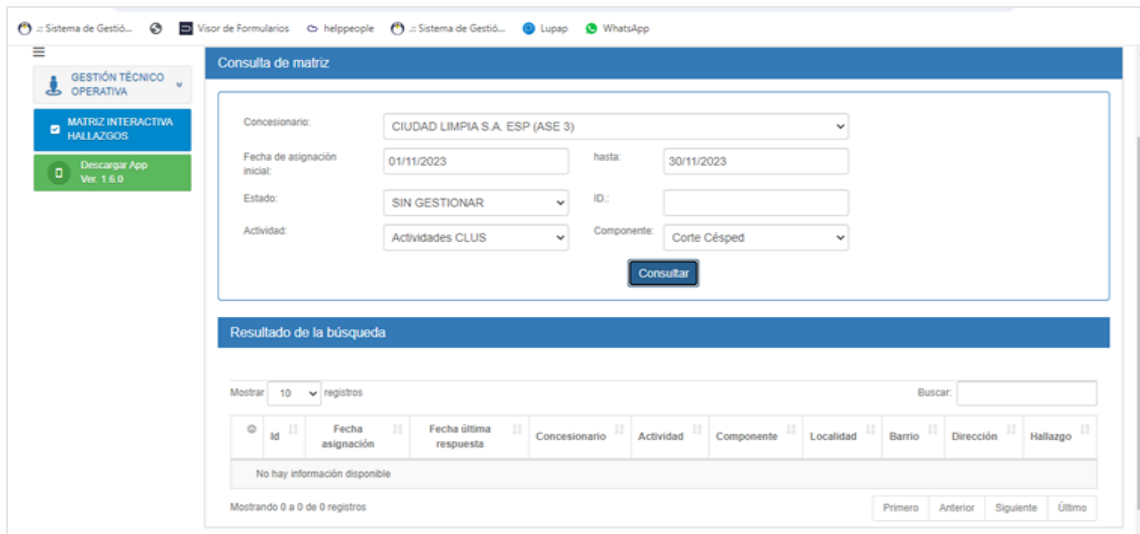 .:: Sistema de Gestió...
Visor de Formularios
helppeople
.:: Sistema de Gestió...
Lupap
WhatsApp
GESTIÓN TÉCNICO
OPERATIVA
MATRIZ INTERACTIVA
HALLAZGOS
Descargar App
Ver. 1.6.0
Consulta de matriz
Concesionario:
CIUDAD LIMPIA S.A. ESP (ASE 3)
Fecha de asignación
inicial:
01/11/2023
hasta:
30/11/2023
Estado:
SIN GESTIONAR
ID.:
Actividad:
Actividades CLUS
Componente:
Corte Césped
Consultar
Resultado de la búsqueda
Mostrar 10 registros
Buscar:
Id
Fecha
asignación
Fecha última
respuesta
Concesionario
Actividad
Componente
Localidad
Barrio
Dirección
Hallazgo
No hay información disponible
Mostrando 0 a 0 de 0 registros
Primero
Anterior
Siguiente
Último